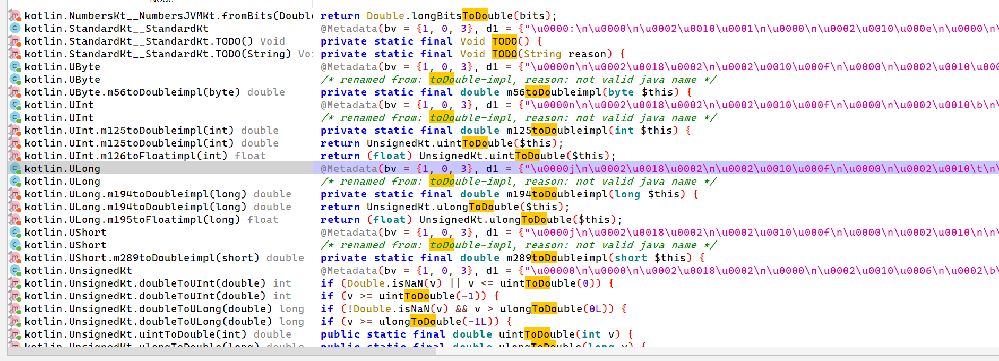 Node
kotlin.NumbersKt__NumbersJVMKt.fromBits(Double return Double.longBitsToDouble(bits);
kotlin.StandardKt__StandardKt @Metadata(bv = {1, 0, 3}, d1 = {"\u0000:\n\u0000\n\u0002\u0010\u0001\n\u0000\n\u0002\u0010\u000e\n\u0000\n\
kotlin.StandardKt__StandardKt.TODO() Void private static final Void TODO() {
kotlin.StandardKt__StandardKt.TODO(String) Vo private static final Void TODO(String reason) {
kotlin.UByte @Metadata(bv = {1, 0, 3}, d1 = {"\u0000n\n\u0002\u0018\u0002\n\u0002\u0010\u000f\n\u0000\n\u0002\u0010\u000
kotlin.UByte /* renamed from: toDouble-impl, reason: not valid java name */
kotlin.UByte.m56toDoubleimpl(byte) double private static final double m56toDoubleimpl(byte $this) {
kotlin.UInt @Metadata(bv = {1, 0, 3}, d1 = {"\u0000n\n\u0002\u0018\u0002\n\u0002\u0010\u000f\n\u0000\n\u0002\u0010\b\n\
kotlin.UInt /* renamed from: toDouble-impl, reason: not valid java name */
kotlin.UInt.m125toDoubleimpl(int) double private static final double m125toDoubleimpl(int $this) {
kotlin.UInt.m125toDoubleimpl(int) double return UnsignedKt.uintToDouble($this);
kotlin.UInt.m126toFloatimpl(int) float return (float) UnsignedKt.uintToDouble($this);
kotlin.ULong @Metadata(bv = {1, 0, 3}, d1 = {"\u0000j\n\u0002\u0018\u0002\n\u0002\u0010\u000f\n\u0000\n\u0002\u0010\t\n\
kotlin.ULong /* renamed from: toDouble-impl, reason: not valid java name */
kotlin.ULong.m194toDoubleimpl(long) double private static final double m194toDoubleimpl(long $this) {
kotlin.ULong.m194toDoubleimpl(long) double return UnsignedKt.ulongToDouble($this);
kotlin.ULong.m195toFloatimpl(long) float return (float) UnsignedKt.ulongToDouble($this);
kotlin.UShort @Metadata(bv = {1, 0, 3}, d1 = {"\u0000j\n\u0002\u0018\u0002\n\u0002\u0010\u000f\n\u0000\n\u0002\u0010\n\n\
kotlin.UShort /* renamed from: toDouble-impl, reason: not valid java name */
kotlin.UShort.m289toDoubleimpl(short) double private static final double m289toDoubleimpl(short $this) {
kotlin.UnsignedKt @Metadata(bv = {1, 0, 3}, d1 = {"\u00000\n\u0000\n\u0002\u0018\u0002\n\u0000\n\u0002\u0010\u0006\n\u0002\b\
kotlin.UnsignedKt.doubleToUInt(double) int if (Double.isNaN(v) || v <= uintToDouble(0)) {
kotlin.UnsignedKt.doubleToUInt(double) int if (v >= uintToDouble(-1)) {
kotlin.UnsignedKt.doubleToULong(double) long if (!Double.isNaN(v) && v > ulongToDouble(0L)) {
kotlin.UnsignedKt.doubleToULong(double) long if (v >= ulongToDouble(-1L)) {
kotlin.UnsignedKt.uintToDouble(int) double public static final double uintToDouble(int v) {
kotlin.UnsignedKt.ulongToDouble(long) double public static final double ulongToDouble(long v) {